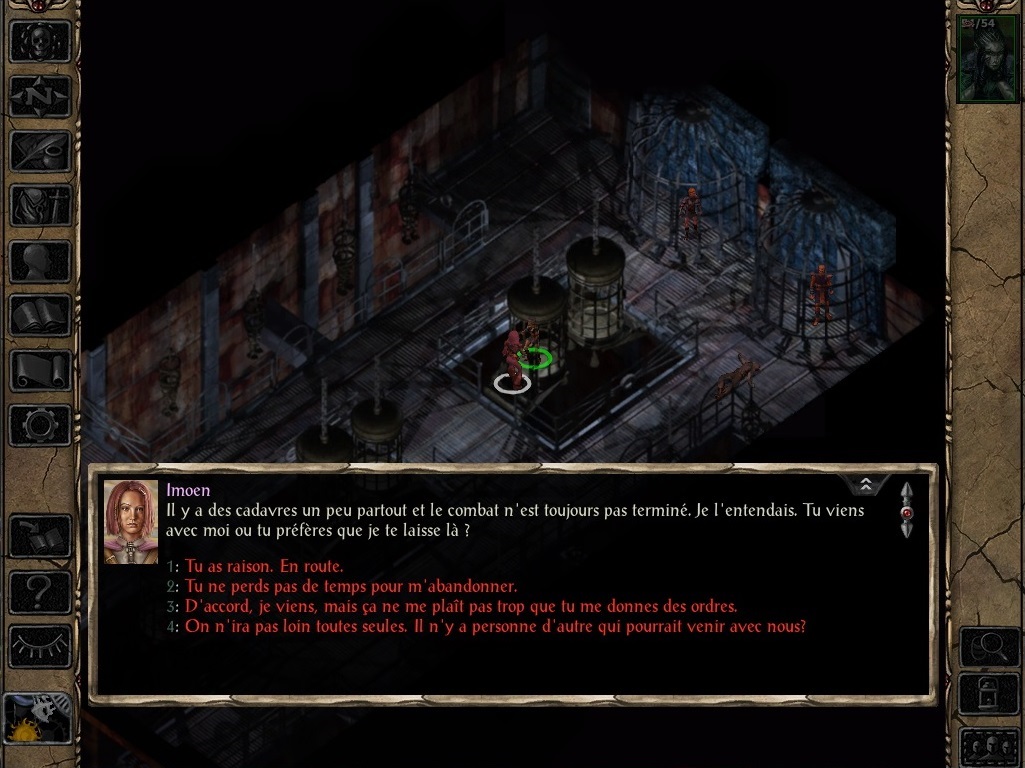 /54
Imoen
Il y a des cadavres un peu partout et le combat n'est toujours pas terminé. Je l'entendais. Tu viens
avec moi ou tu préfères que je te laisse là ?
1: Tu as raison. En route.
2: Tu ne perds pas de temps pour m'abandonner.
3: D'accord, je viens, mais ça ne me plaît pas trop que tu me donnes des ordres.
4: On n'ira pas loin toutes seules. Il n'y a personne d'autre qui pourrait venir avec nous?